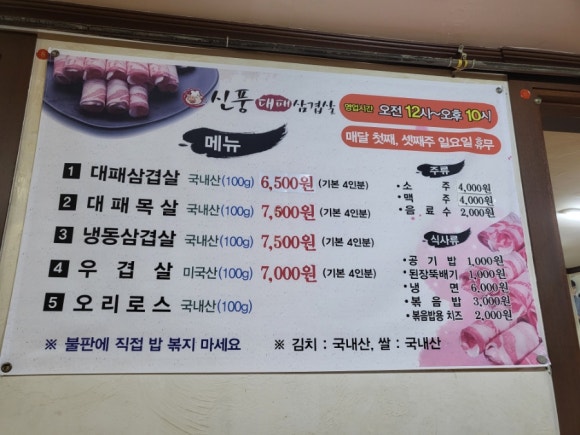 신풍 대패 삼겹살
영업시간 오전 12시~오후 10시
매달 첫째, 셋째주 일요일 휴무
메뉴
1 대패삼겹살 국내산(100g) 6,500원 (기본 4인분)
2 대패목살 국내산(100g) 7,500원 (기본 4인분)
3 냉동삼겹살 국내산(100g) 7,500원 (기본 4인분)
4 우겹살 미국산(100g) 7,000원 (기본 4인분)
5 오리로스 국내산(100g)
주류
• 소주 4,000원
• 맥주 4,000원
• 음료수 2,000원
식사류
• 공기밥 1,000원
• 된장뚝배기 1,000원
• 냉면 6,000원
• 볶음밥 3,000원
• 볶음밥용 치즈 2,000원
※ 불판에 직접 밥 볶지 마세요
※ 김치 : 국내산, 쌀 : 국내산